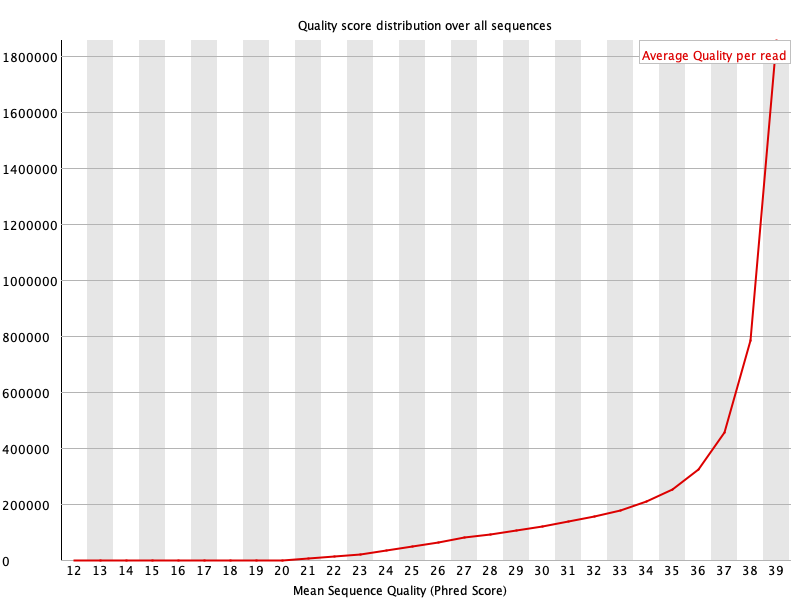 Quality score distribution over all sequences
Average Quality per read
1800000
1600000
1400000
1200000
1000000
800000
600000
400000
200000
0
12 13 14 15 16 17 18 19 20 21 22 23 24 25 26 27 28 29 30 31 32 33 34 35 36 37 38 39
Mean Sequence Quality (Phred Score)